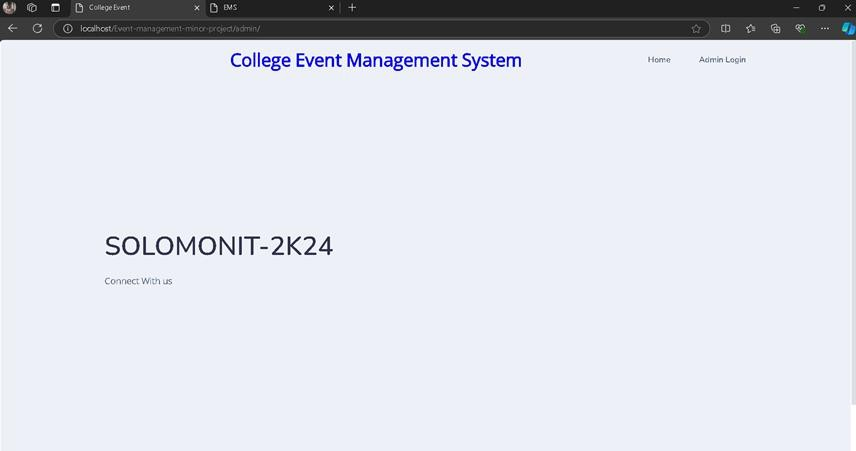 College Event
EMS
localhost/Event-management-minor-project/admin/
College Event Management System
Home
Admin Login
SOLOMONIT-2K24
Connect With us